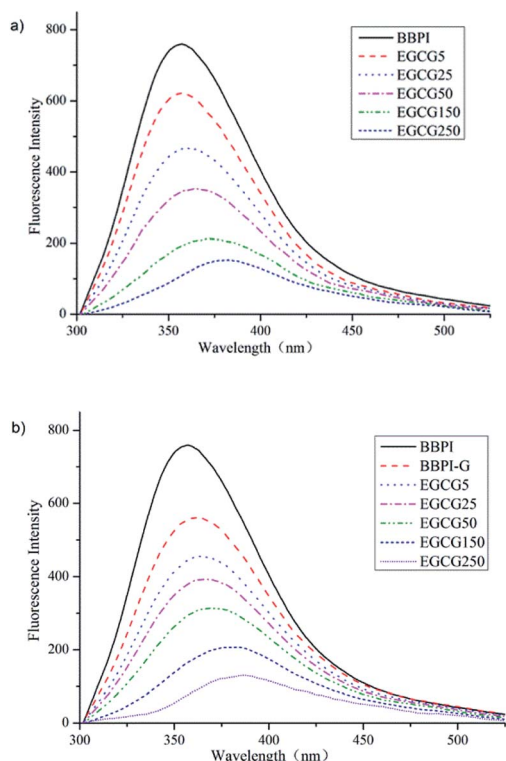 a)
800
600
400
200
0
Fluorescence Intensity
BBPI
EGCG5
EGCG25
EGCG50
EGCG150
EGCG250
300 350 400 450 500
Wavelength（nm）
b)
800
600
400
200
0
Fluorescence Intensity
BBPI
BBPI-G
EGCG5
EGCG25
EGCG50
EGCG150
EGCG250
300 350 400 450 500
Wavelength（nm）